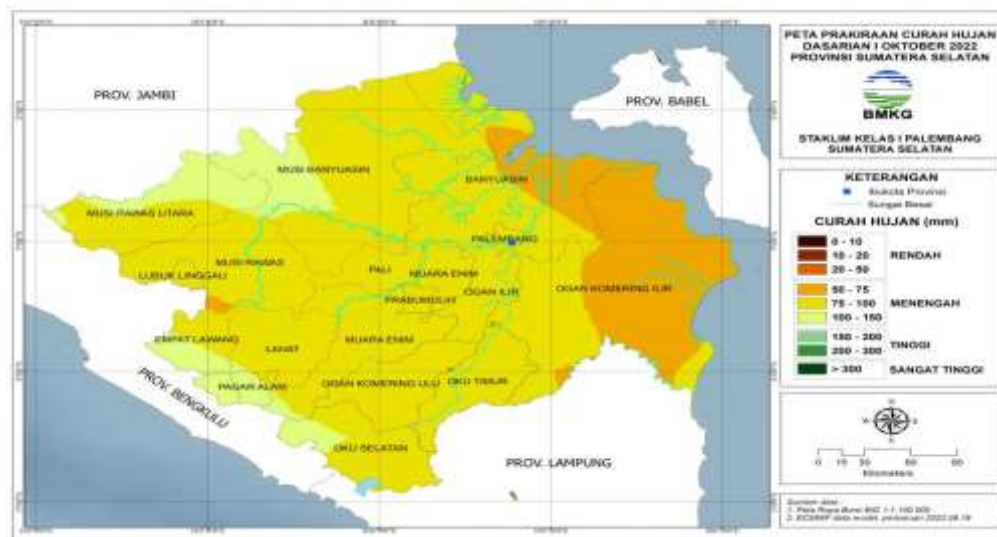 PETA PRAKIRAAN CURAH HUJAN
DASARIAN I OKTOBER 2022
PROVINSI SUMATERA SELATAN
BMKG
STAKLIM KELAS I PALEMBANG
SUMATERA SELATAN
KETERANGAN
Ibukota Provinsi
Sungai Besar
CURAH HUJAN (mm)
0 - 10
10 - 20
20 - 50
RENDAH
50 - 75
75 - 100
100 - 150
MENENGAH
150 - 200
200 - 300
TINGGI
> 300
SANGAT TINGGI
Kilometers
PROV. JAMBI
PROV. BABEL
MUSI BANYUASIN
BANYUASIN
MUSI RAWAS UTARA
PALEMBANG
MUSI RAWAS
PALI
MUARA ENIM
LUBUK LINGGAU
OGAN ILIR
OGAN KOMERING ILIR
PRABUMULIH
EMPAT LAWANG
LAHAT
MUARA ENIM
PAGAR ALAM
OGAN KOMERING ULU
OKU TIMUR
PROV. BENGKULU
OKU SELATAN
PROV. LAMPUNG